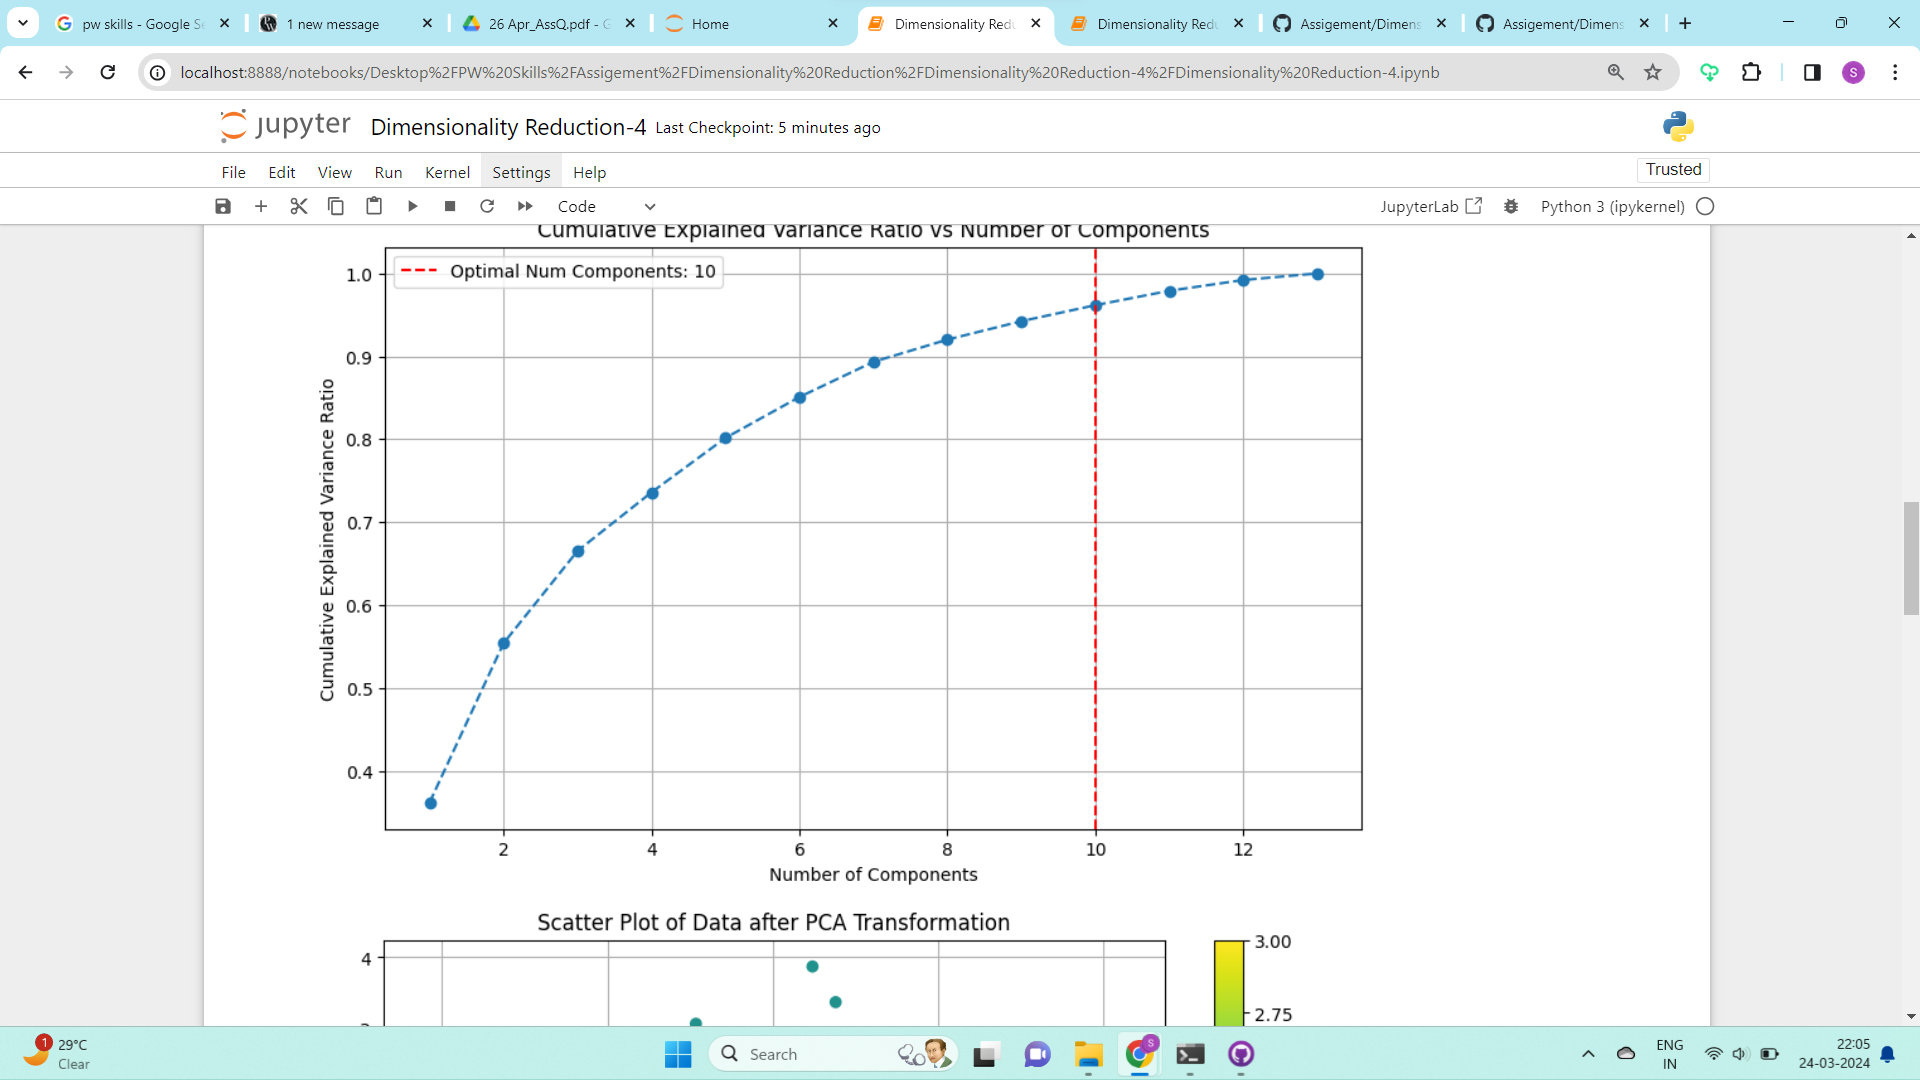 pw skills - Google Se
1 new message
26 Apr_AssQ.pdf - G
Home
Dimensionality Redu
Dimensionality Redu
Assigement/Dimens
Assigement/Dimens
localhost:8888/notebooks/Desktop%2FPW%20Skills%2FAssigement%2FDimensionality%20Reduction%2FDimensionality%20Reduction-4%2FDimensionality%20Reduction-4.ipynb
S
jupyter Dimensionality Reduction-4 Last Checkpoint: 5 minutes ago
File Edit View Run Kernel Settings Help
Trusted
Code
JupyterLab
Python 3 (ipykernel)
Cumulative Explained Variance Ratio vs Number of Components
Optimal Num Components: 10
1.0
0.9
0.8
0.7
0.6
0.5
0.4
Cumulative Explained Variance Ratio
2 4 6 8 10 12
Number of Components
Scatter Plot of Data after PCA Transformation
4
3.00
2.75
1
29°C
Clear
Search
S
ENG
IN
22:05
24-03-2024